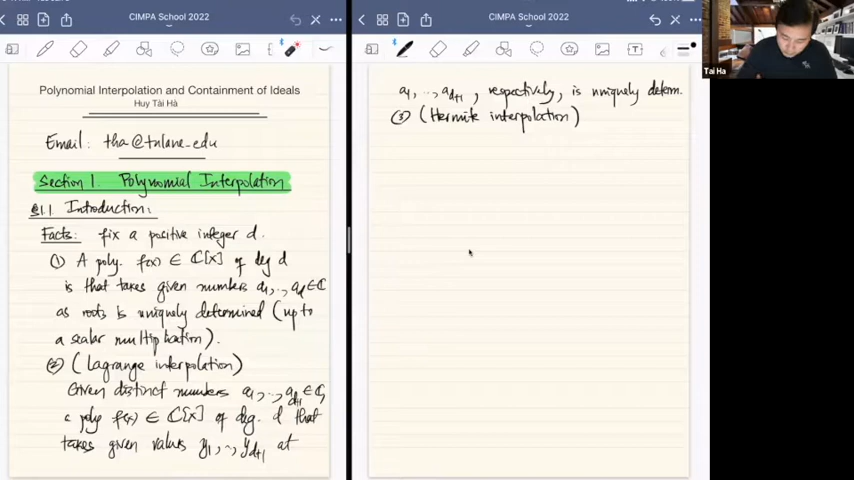 CIMPA School 2022
Polynomial Interpolation and Containment of Ideals
Huy Tài Hà
Email: tha@tulane.edu
Section 1. Polynomial Interpolation
§1.1 Introduction:
Facts: fix a positive integer d.
① A poly. f(x) ∈ ℂ[x] of deg d
is that takes given numbers a1,..,ad ∈ ℂ
as roots is uniquely determined (up to
a scalar multiplication).
② (Lagrange interpolation)
Given distinct numbers a1,..,ad+1 ∈ ℂ,
a poly f(x) ∈ ℂ[x] of deg. d that
takes given values y1,..,yd+1 at
CIMPA School 2022
a1,..,ad+1, respectively, is uniquely determ.
③ (Hermite interpolation)
Tai Ha